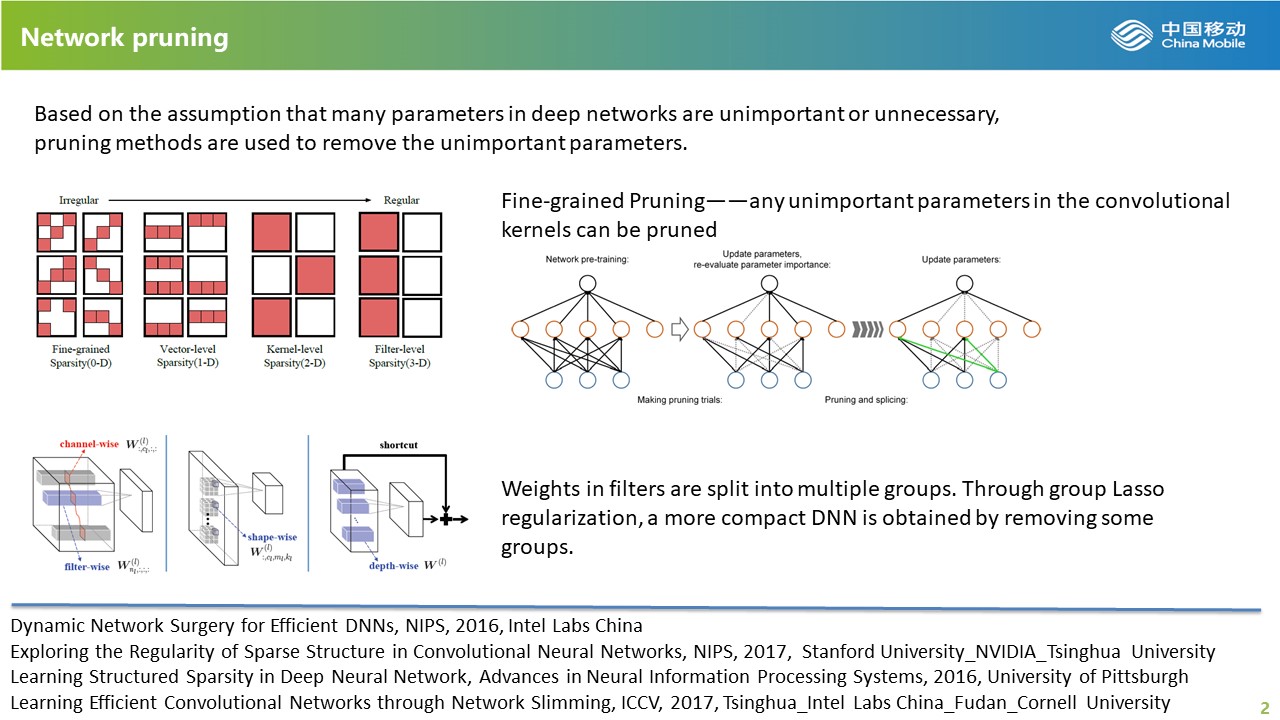 Network pruning
中国移动
China Mobile
Based on the assumption that many parameters in deep networks are unimportant or unnecessary,
pruning methods are used to remove the unimportant parameters.
Irregular
Regular
Fine-grained
Sparsity(0-D)
Vector-level
Sparsity(1-D)
Kernel-level
Sparsity(2-D)
Filter-level
Sparsity(3-D)
Fine-grained Pruning——any unimportant parameters in the convolutional
kernels can be pruned
Network pre-training:
Update parameters,
re-evaluate parameter importance:
Update parameters:
Making pruning trials:
Pruning and splicing:
channel-wise W^{(l)}_{:,c_l,:,:}
filter-wise W^{(l)}_{n_l,:,:,:}
shape-wise
W^{(l)}_{:,c_l,m_l,k_l}
shortcut
depth-wise W^{(l)}
Weights in filters are split into multiple groups. Through group Lasso
regularization, a more compact DNN is obtained by removing some
groups.
Dynamic Network Surgery for Efficient DNNs, NIPS, 2016, Intel Labs China
Exploring the Regularity of Sparse Structure in Convolutional Neural Networks, NIPS, 2017, Stanford University_NVIDIA_Tsinghua University
Learning Structured Sparsity in Deep Neural Network, Advances in Neural Information Processing Systems, 2016, University of Pittsburgh
Learning Efficient Convolutional Networks through Network Slimming, ICCV, 2017, Tsinghua_Intel Labs China_Fudan_Cornell University
2